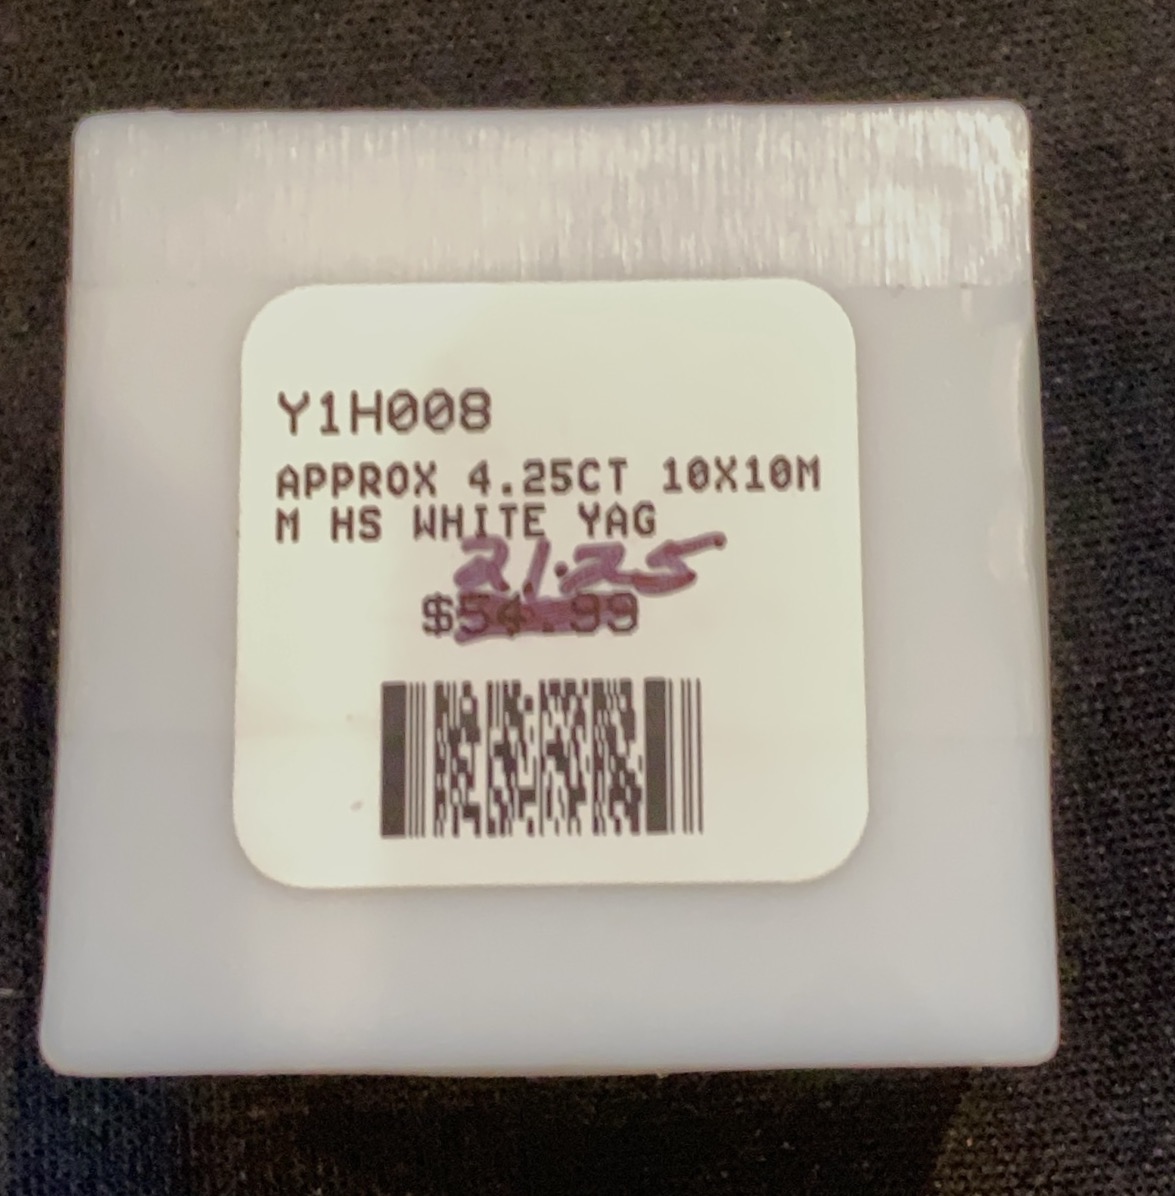 Y1H008
APPROX 4.25CT 10X10M
M HS WHITE YAG
21.25
$54.99